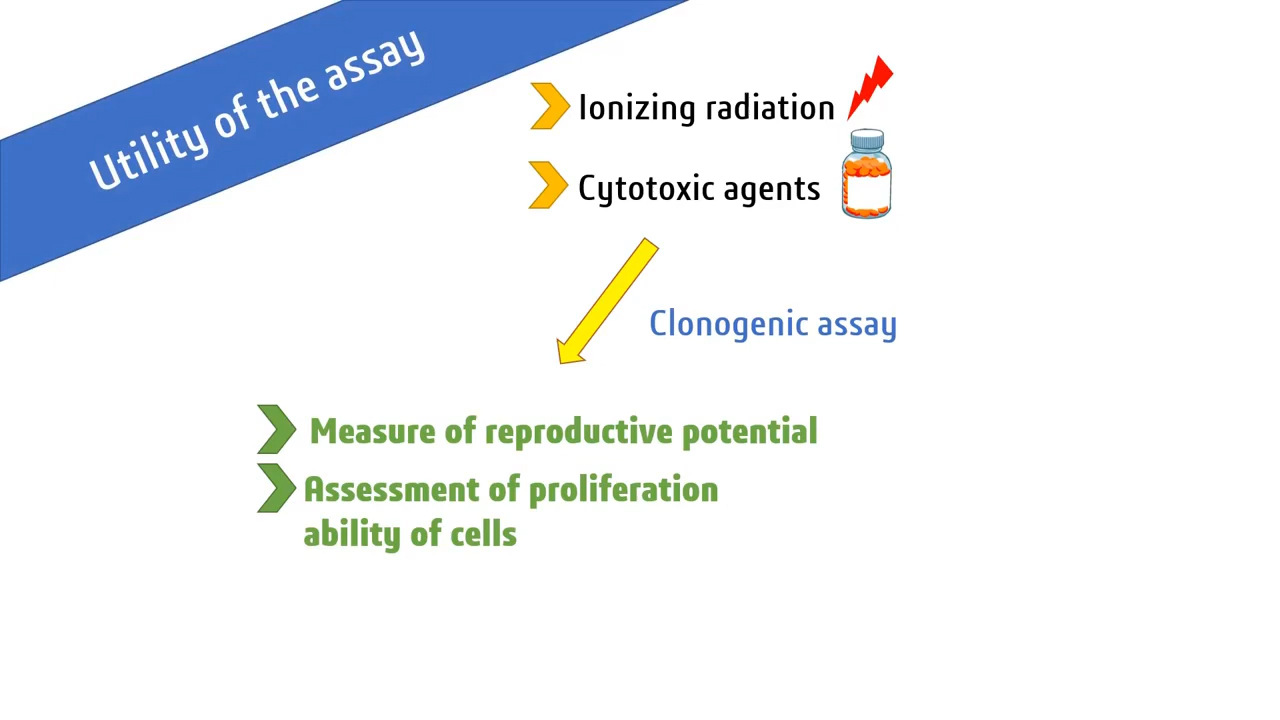 Utility of the assay
Ionizing radiation
Cytotoxic agents
Clonogenic assay
Measure of reproductive potential
Assessment of proliferation
ability of cells